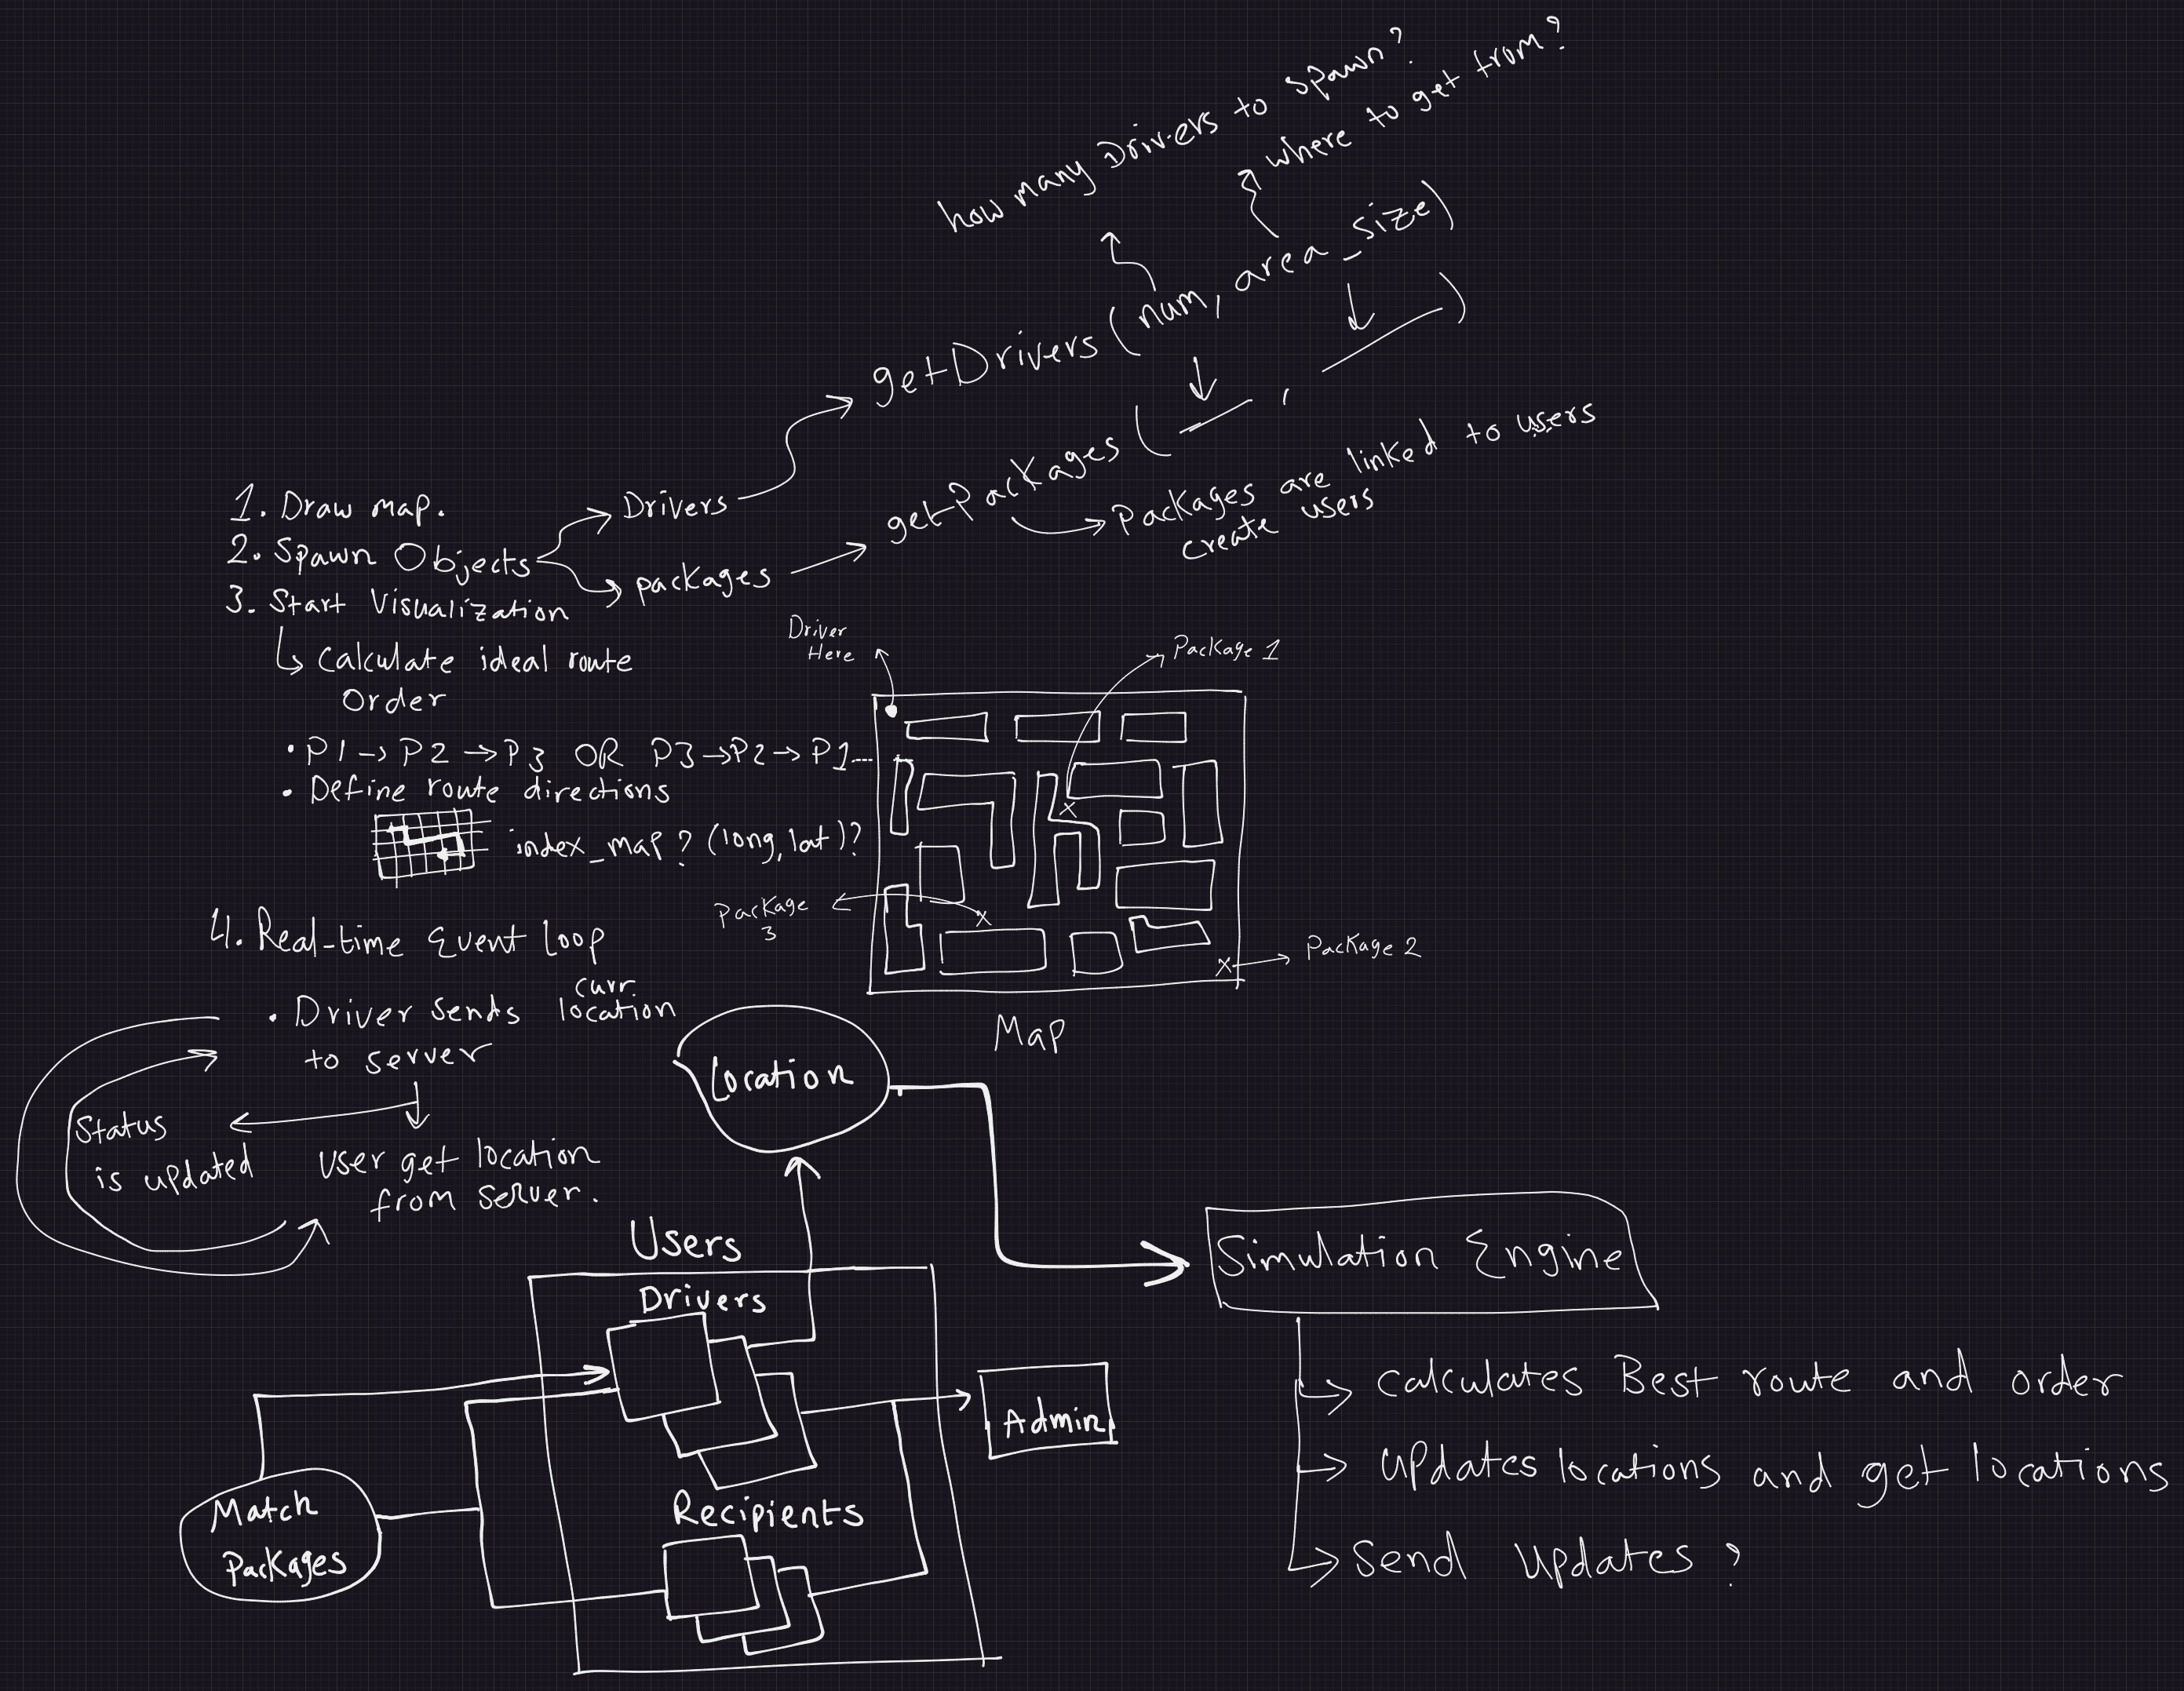 how many Drivers to spawn?
where to get from?
getDrivers (num, area_size)
getPackages ( , )
Packages are linked to users
create users
1. Draw map.
2. Spawn Objects
Drivers
packages
3. Start Visualization
Calculate ideal route
Order
• P1 -> P2 -> P3 OR P3 -> P2 -> P1...
• Define route directions
index_map? (long, lat)?
Driver
Here
Package 1
Package
3
Package 2
Map
4. Real-time Event Loop
curr.
• Driver sends location
to server
Status
is updated
User get location
from server.
Location
Simulation Engine
Calculates Best route and order
Updates locations and get locations
Send Updates?
Users
Drivers
Admin
Recipients
Match
Packages